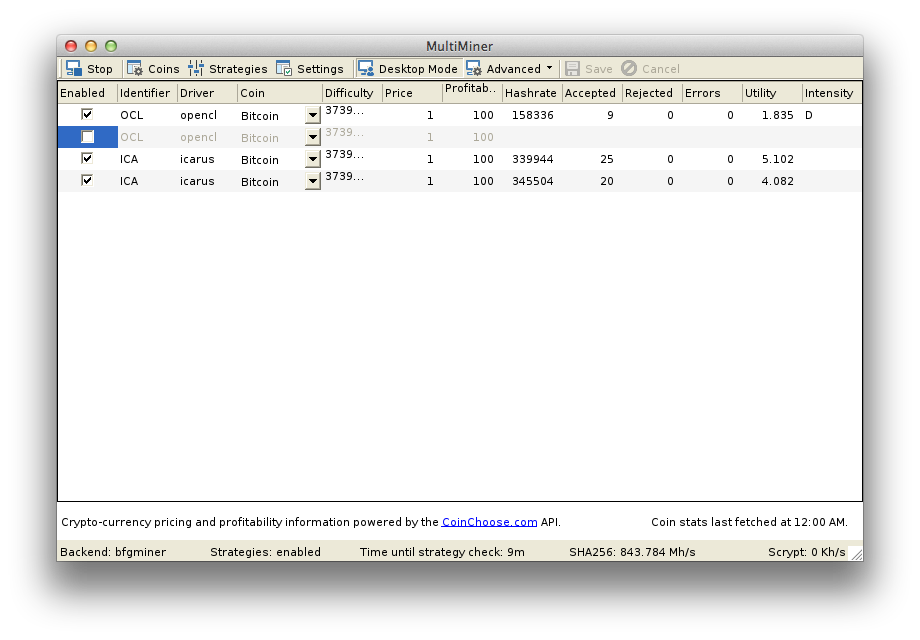 MultiMiner
Stop Coins Strategies Settings Desktop Mode Advanced Save Cancel
Enabled Identifier Driver Coin Difficulty Price Profitab.. Hashrate Accepted Rejected Errors Utility Intensity
OCL opencl Bitcoin 3739... 1 100 158336 9 0 0 1.835 D
OCL opencl Bitcoin 3739... 1 100
ICA icarus Bitcoin 3739... 1 100 339944 25 0 0 5.102
ICA icarus Bitcoin 3739... 1 100 345504 20 0 0 4.082
Crypto-currency pricing and profitability information powered by the CoinChoose.com API. Coin stats last fetched at 12:00 AM.
Backend: bfgminer Strategies: enabled Time until strategy check: 9m SHA256: 843.784 Mh/s Scrypt: 0 Kh/s